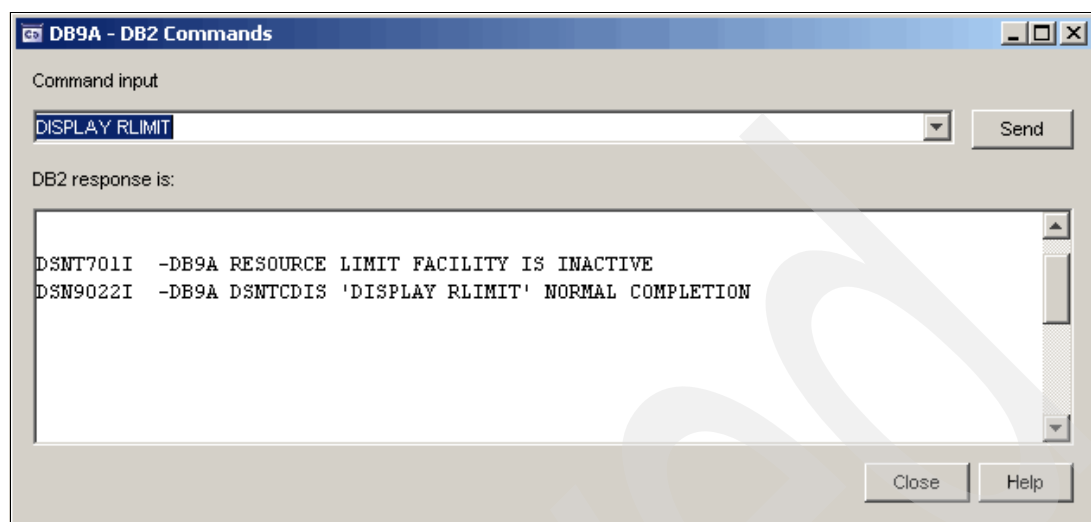 DB9A - DB2 Commands
Command input
DISPLAY RLIMIT
Send
DB2 response is:
DSNT701I -DB9A RESOURCE LIMIT FACILITY IS INACTIVE
DSN9022I -DB9A DSNTCDIS 'DISPLAY RLIMIT' NORMAL COMPLETION
Close
Help